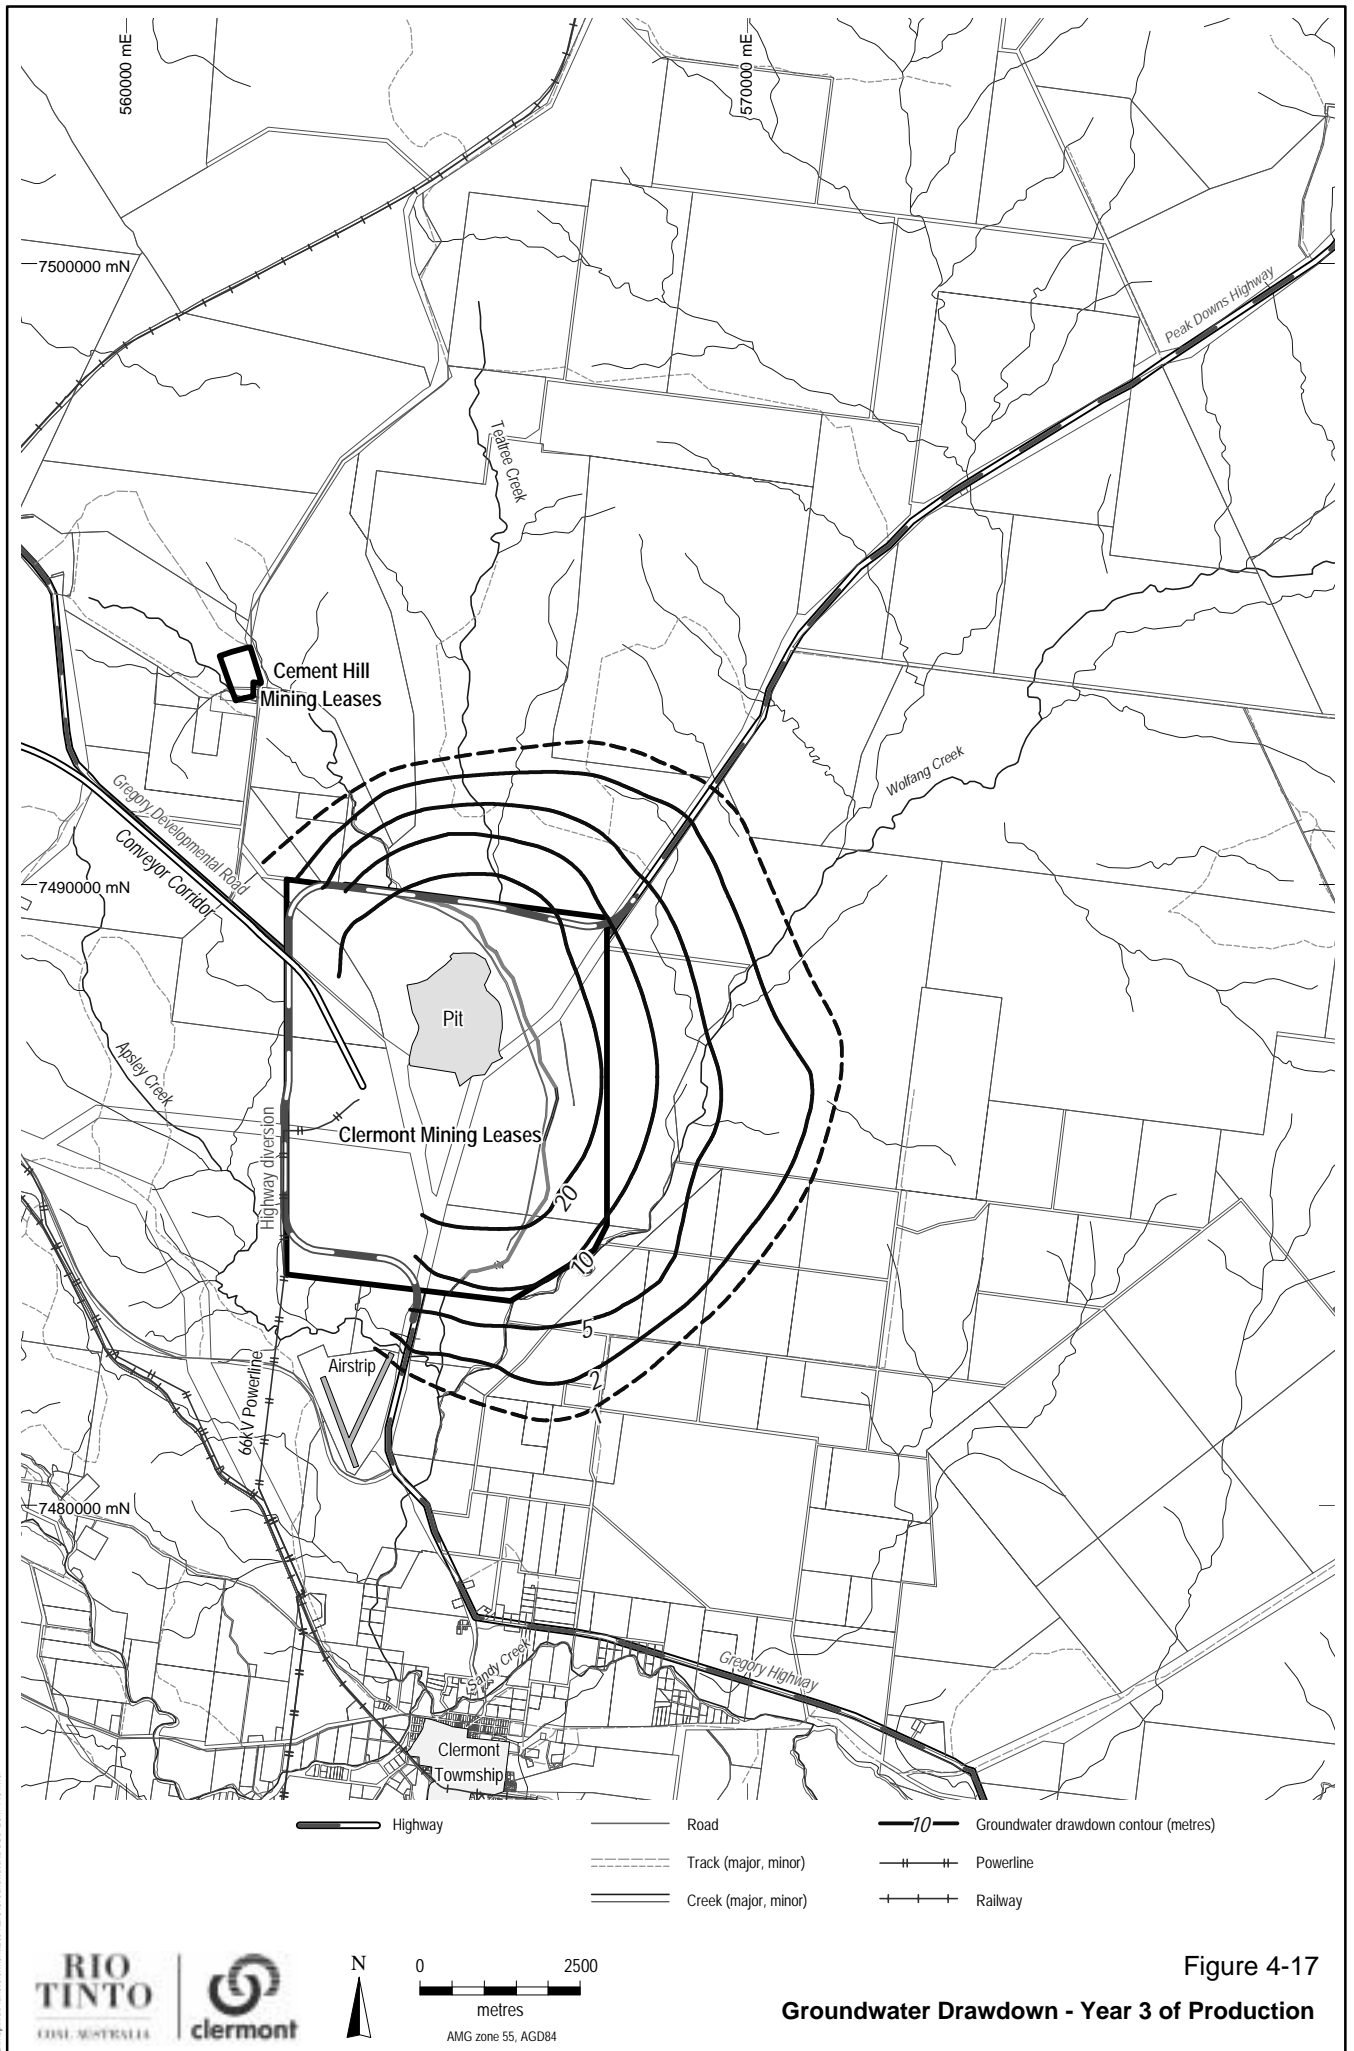 560000 mE
570000 mE
7500000 mN
Peak Downs Highway
Teatree Creek
Cement Hill
Mining Leases
Wolfang Creek
Gregory Developmental Road
Conveyor Corridor
7490000 mN
Pit
Apsley Creek
Highway diversion
Clermont Mining Leases
20
10
5
2
1
Airstrip
66kV Powerline
7480000 mN
Sandy Creek
Gregory Highway
Clermont
Township
Highway
Road
10
Groundwater drawdown contour (metres)
Track (major, minor)
Powerline
Creek (major, minor)
Railway
RIO
TINTO
COAL AUSTRALIA
clermont
N
0
2500
metres
AMG zone 55, AGD84
Figure 4-17
Groundwater Drawdown - Year 3 of Production